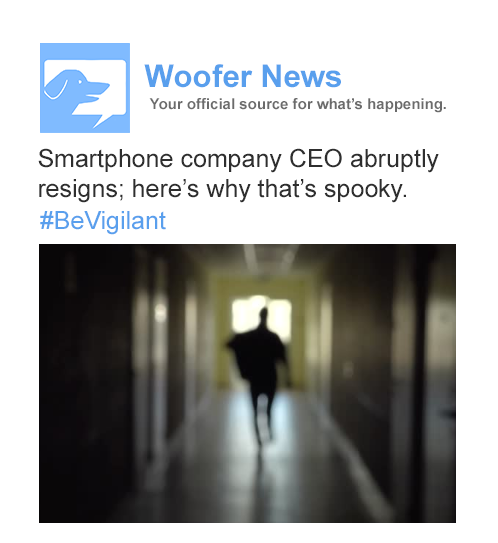 Woofer News
Your official source for what’s happening.
Smartphone company CEO abruptly
resigns; here’s why that’s spooky.
#BeVigilant